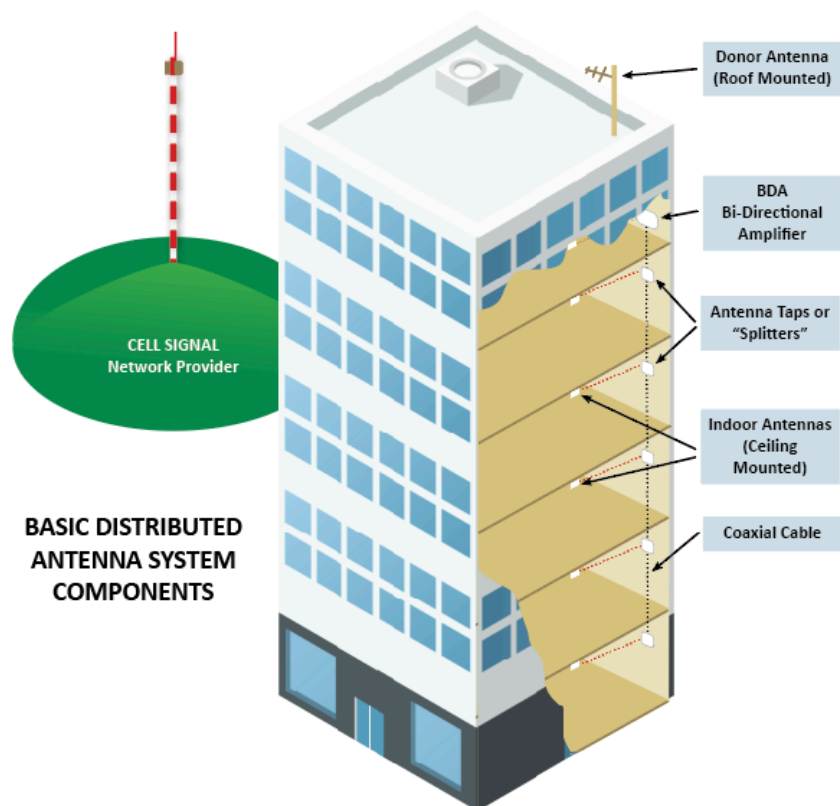 Donor Antenna
(Roof Mounted)
BDA
Bi-Directional
Amplifier
Antenna Taps or
“Splitters”
CELL SIGNAL
Network Provider
Indoor Antennas
(Ceiling
Mounted)
BASIC DISTRIBUTED
ANTENNA SYSTEM
COMPONENTS
Coaxial Cable